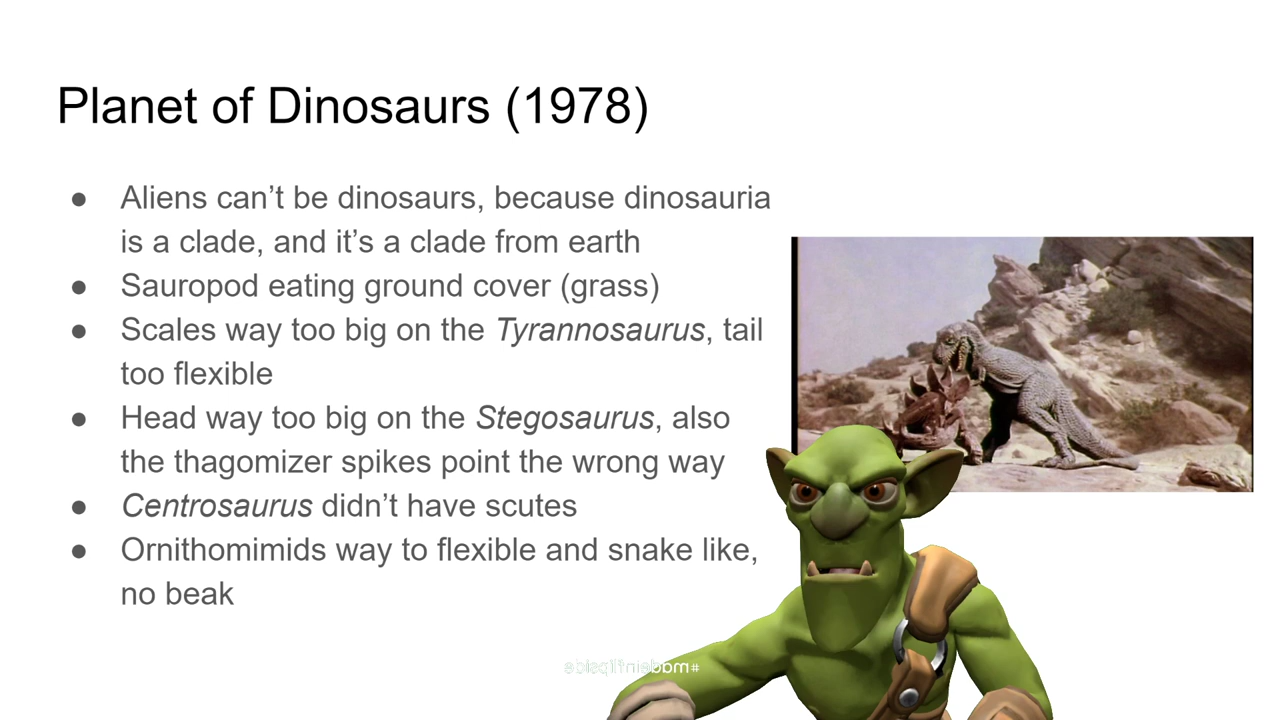 Planet of Dinosaurs (1978)
● Aliens can’t be dinosaurs, because dinosauria
is a clade, and it’s a clade from earth
● Sauropod eating ground cover (grass)
● Scales way too big on the Tyrannosaurus, tail
too flexible
● Head way too big on the Stegosaurus, also
the thagomizer spikes point the wrong way
● Centrosaurus didn’t have scutes
● Ornithomimids way to flexible and snake like,
no beak
#madeinflipside